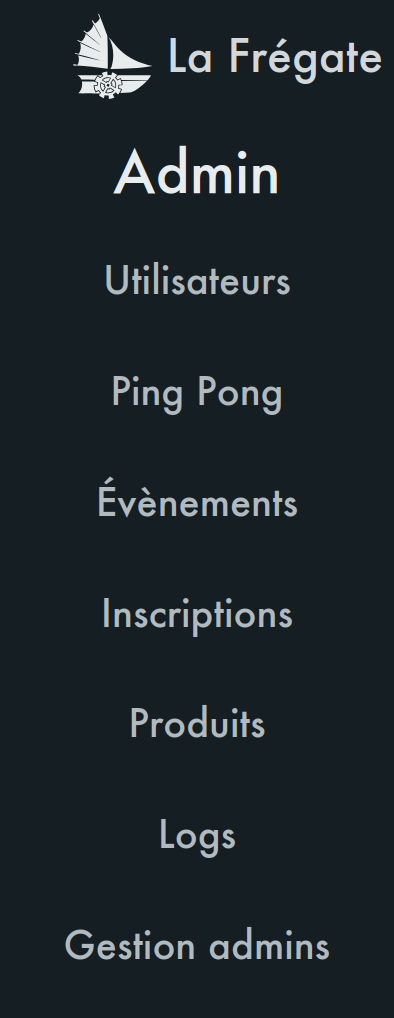 La Frégate
Admin
Utilisateurs
Ping Pong
Évènements
Inscriptions
Produits
Logs
Gestion admins